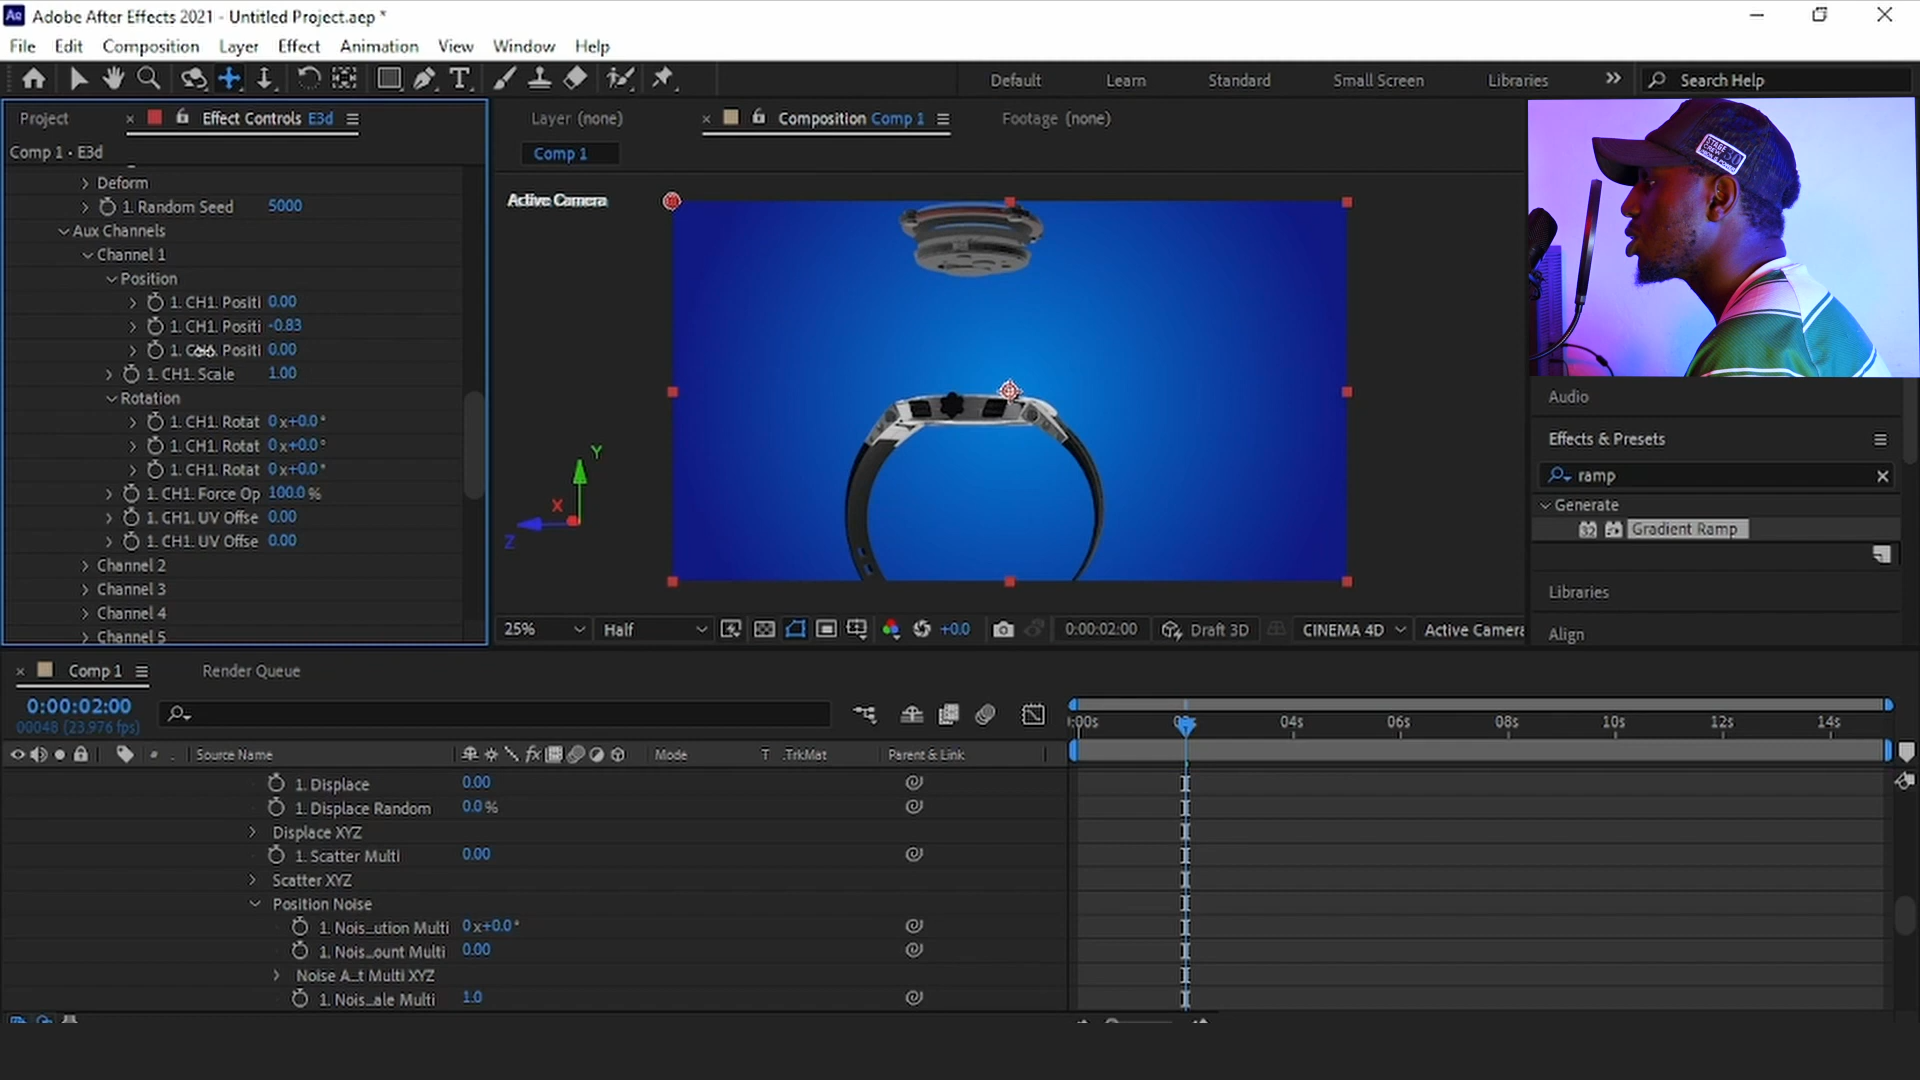 Ae Adobe After Effects 2021 - Untitled Project.aep *
File Edit Composition Layer Effect Animation View Window Help
Default Learn Standard Small Screen Libraries Search Help
Project × Effect Controls E3d
Comp 1 · E3d
Deform
1. Random Seed 5000
Aux Channels
Channel 1
Position
1. CH1. Positi 0.00
1. CH1. Positi -0.83
1. CH1. Positi 0.00
1. CH1. Scale 1.00
Rotation
1. CH1. Rotat 0x+0.0°
1. CH1. Rotat 0x+0.0°
1. CH1. Rotat 0x+0.0°
1. CH1. Force Op 100.0 %
1. CH1. UV Offse 0.00
1. CH1. UV Offse 0.00
Channel 2
Channel 3
Channel 4
Channel 5
Layer (none) × Composition Comp 1 Footage (none)
Comp 1
Active Camera
Y
X
Z
25% Half +0.0 0:00:02:00 Draft 3D CINEMA 4D Active Camera
STAGE
CREW
30
Audio
Effects & Presets
ramp
Generate
32 Gradient Ramp
Libraries
Align
× Comp 1 Render Queue
0:00:02:00
00048 (23.976 fps)
# Source Name fx Mode T .TrkMat Parent & Link
1. Displace 0.00
1. Displace Random 0.0 %
Displace XYZ
1. Scatter Multi 0.00
Scatter XYZ
Position Noise
1. Nois...ution Multi 0x+0.0°
1. Nois...ount Multi 0.00
Noise A...t Multi XYZ
1. Nois...ale Multi 1.0
04s 06s 08s 10s 12s 14s